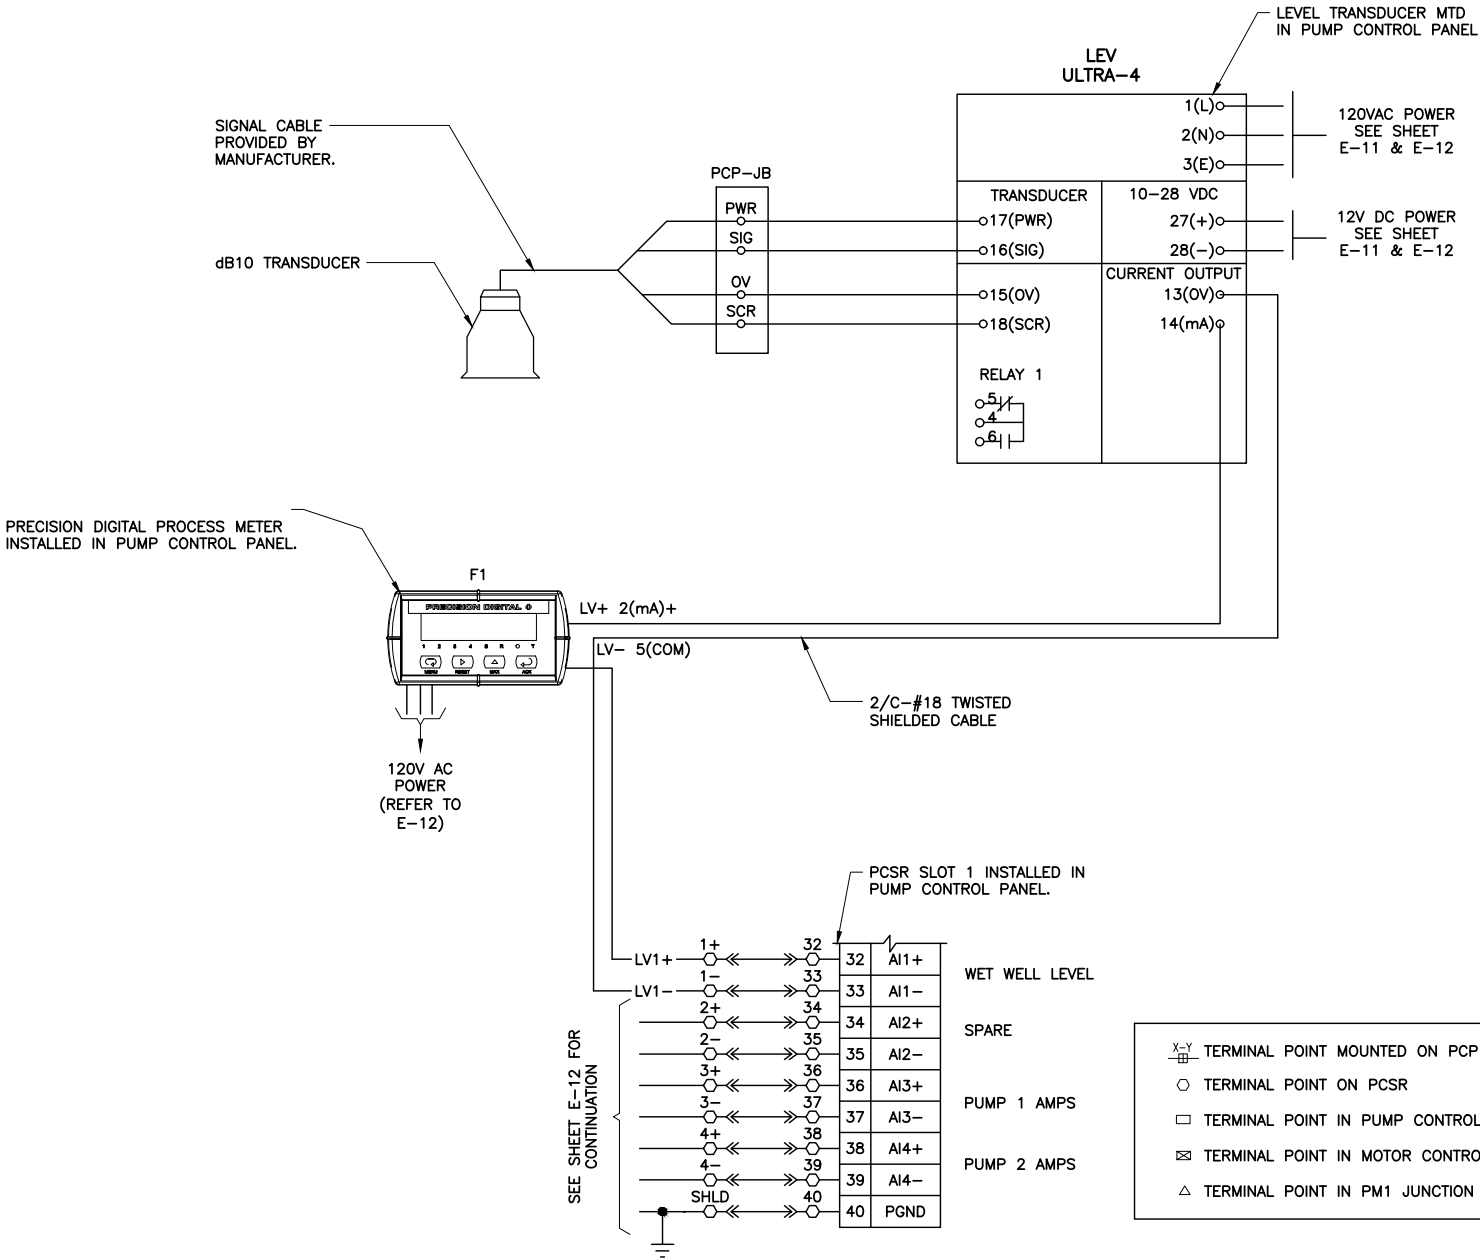 LEVEL TRANSDUCER MTD
IN PUMP CONTROL PANEL
LEV
ULTRA-4
1(L)
2(N)
3(E)
120VAC POWER
SEE SHEET
E-11 & E-12
SIGNAL CABLE
PROVIDED BY
MANUFACTURER.
PCP-JB
PWR
SIG
0V
SCR
TRANSDUCER
17(PWR)
16(SIG)
15(0V)
18(SCR)
10-28 VDC
27(+)
28(-)
12V DC POWER
SEE SHEET
E-11 & E-12
CURRENT OUTPUT
13(0V)
14(mA)
dB10 TRANSDUCER
RELAY 1
5
4
6
PRECISION DIGITAL PROCESS METER
INSTALLED IN PUMP CONTROL PANEL.
F1
PRECISION DIGITAL
1 2 3 4 S R O T
MENU RESET MAX ACK
LV+ 2(mA)+
LV- 5(COM)
2/C-#18 TWISTED
SHIELDED CABLE
120V AC
POWER
(REFER TO
E-12)
PCSR SLOT 1 INSTALLED IN
PUMP CONTROL PANEL.
LV1+ 1+ 32 32 AI1+
LV1- 1- 33 33 AI1-
WET WELL LEVEL
2+ 34 34 AI2+
2- 35 35 AI2-
SPARE
3+ 36 36 AI3+
3- 37 37 AI3-
PUMP 1 AMPS
4+ 38 38 AI4+
4- 39 39 AI4-
PUMP 2 AMPS
SHLD 40 40 PGND
SEE SHEET E-12 FOR
CONTINUATION
X-Y TERMINAL POINT MOUNTED ON PCP
TERMINAL POINT ON PCSR
TERMINAL POINT IN PUMP CONTROL
TERMINAL POINT IN MOTOR CONTRO
TERMINAL POINT IN PM1 JUNCTION